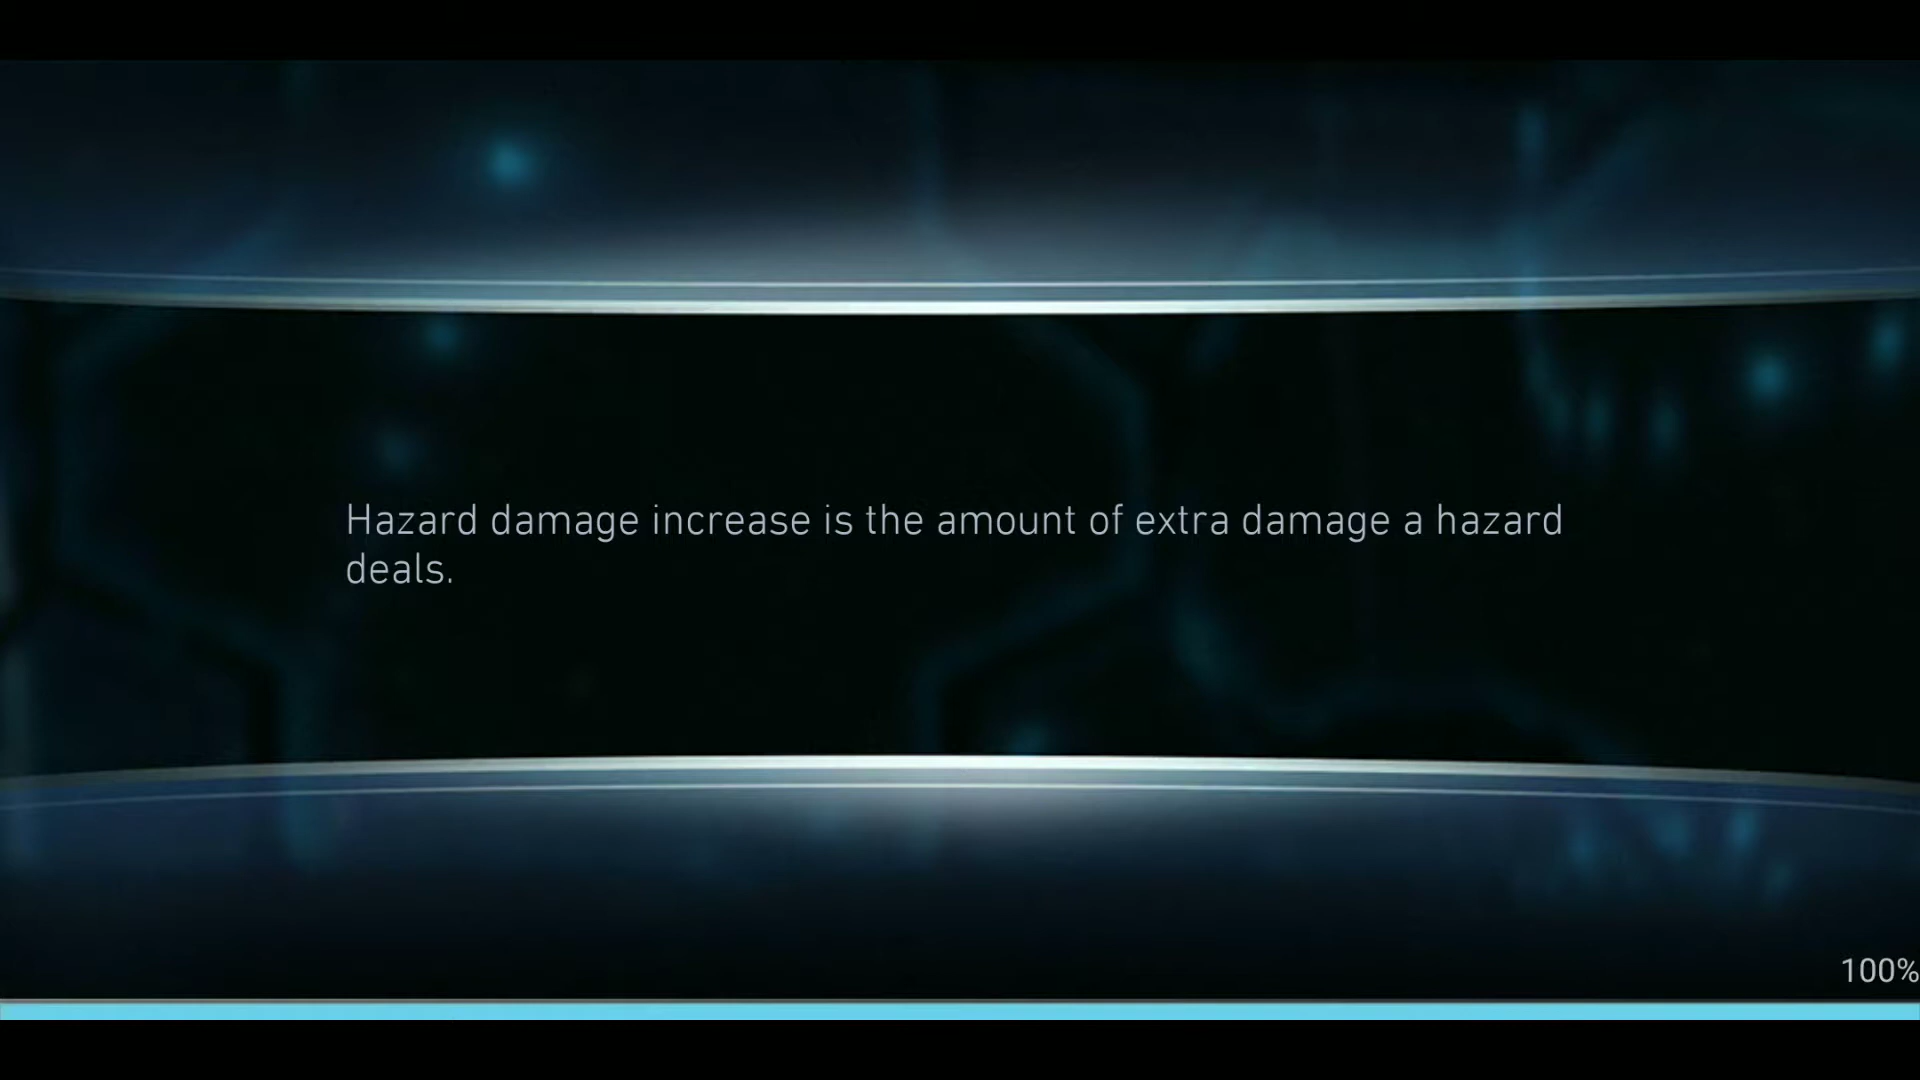 Hazard damage increase is the amount of extra damage a hazard
deals.
100%